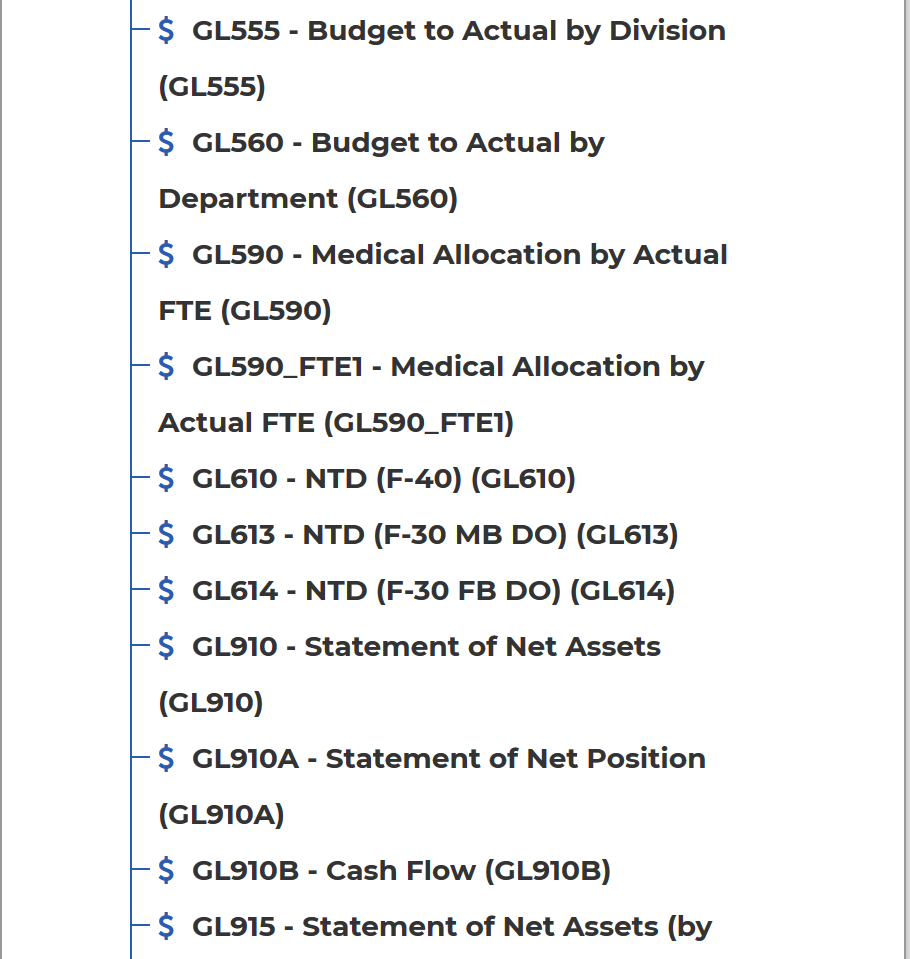 $ GL555 - Budget to Actual by Division
(GL555)
$ GL560 - Budget to Actual by
Department (GL560)
$ GL590 - Medical Allocation by Actual
FTE (GL590)
$ GL590_FTE1 - Medical Allocation by
Actual FTE (GL590_FTE1)
$ GL610 - NTD (F-40) (GL610)
$ GL613 - NTD (F-30 MB DO) (GL613)
$ GL614 - NTD (F-30 FB DO) (GL614)
$ GL910 - Statement of Net Assets
(GL910)
$ GL910A - Statement of Net Position
(GL910A)
$ GL910B - Cash Flow (GL910B)
$ GL915 - Statement of Net Assets (by